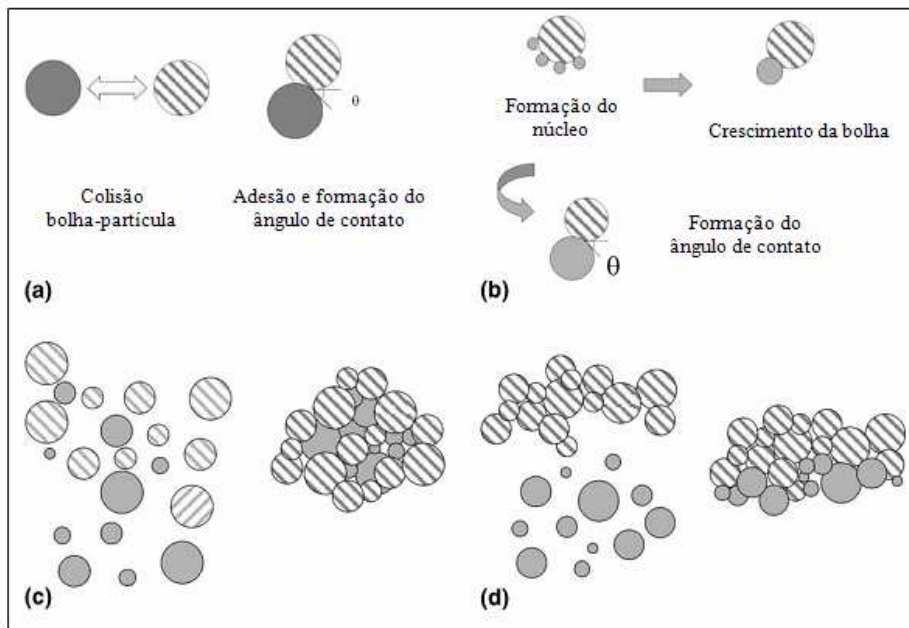 Colisão
bolha-partícula
θ
Adesão e formação do
ângulo de contato
(a)
Formação do
núcleo
Crescimento da bolha
θ
Formação do
ângulo de contato
(b)
(c)
(d)